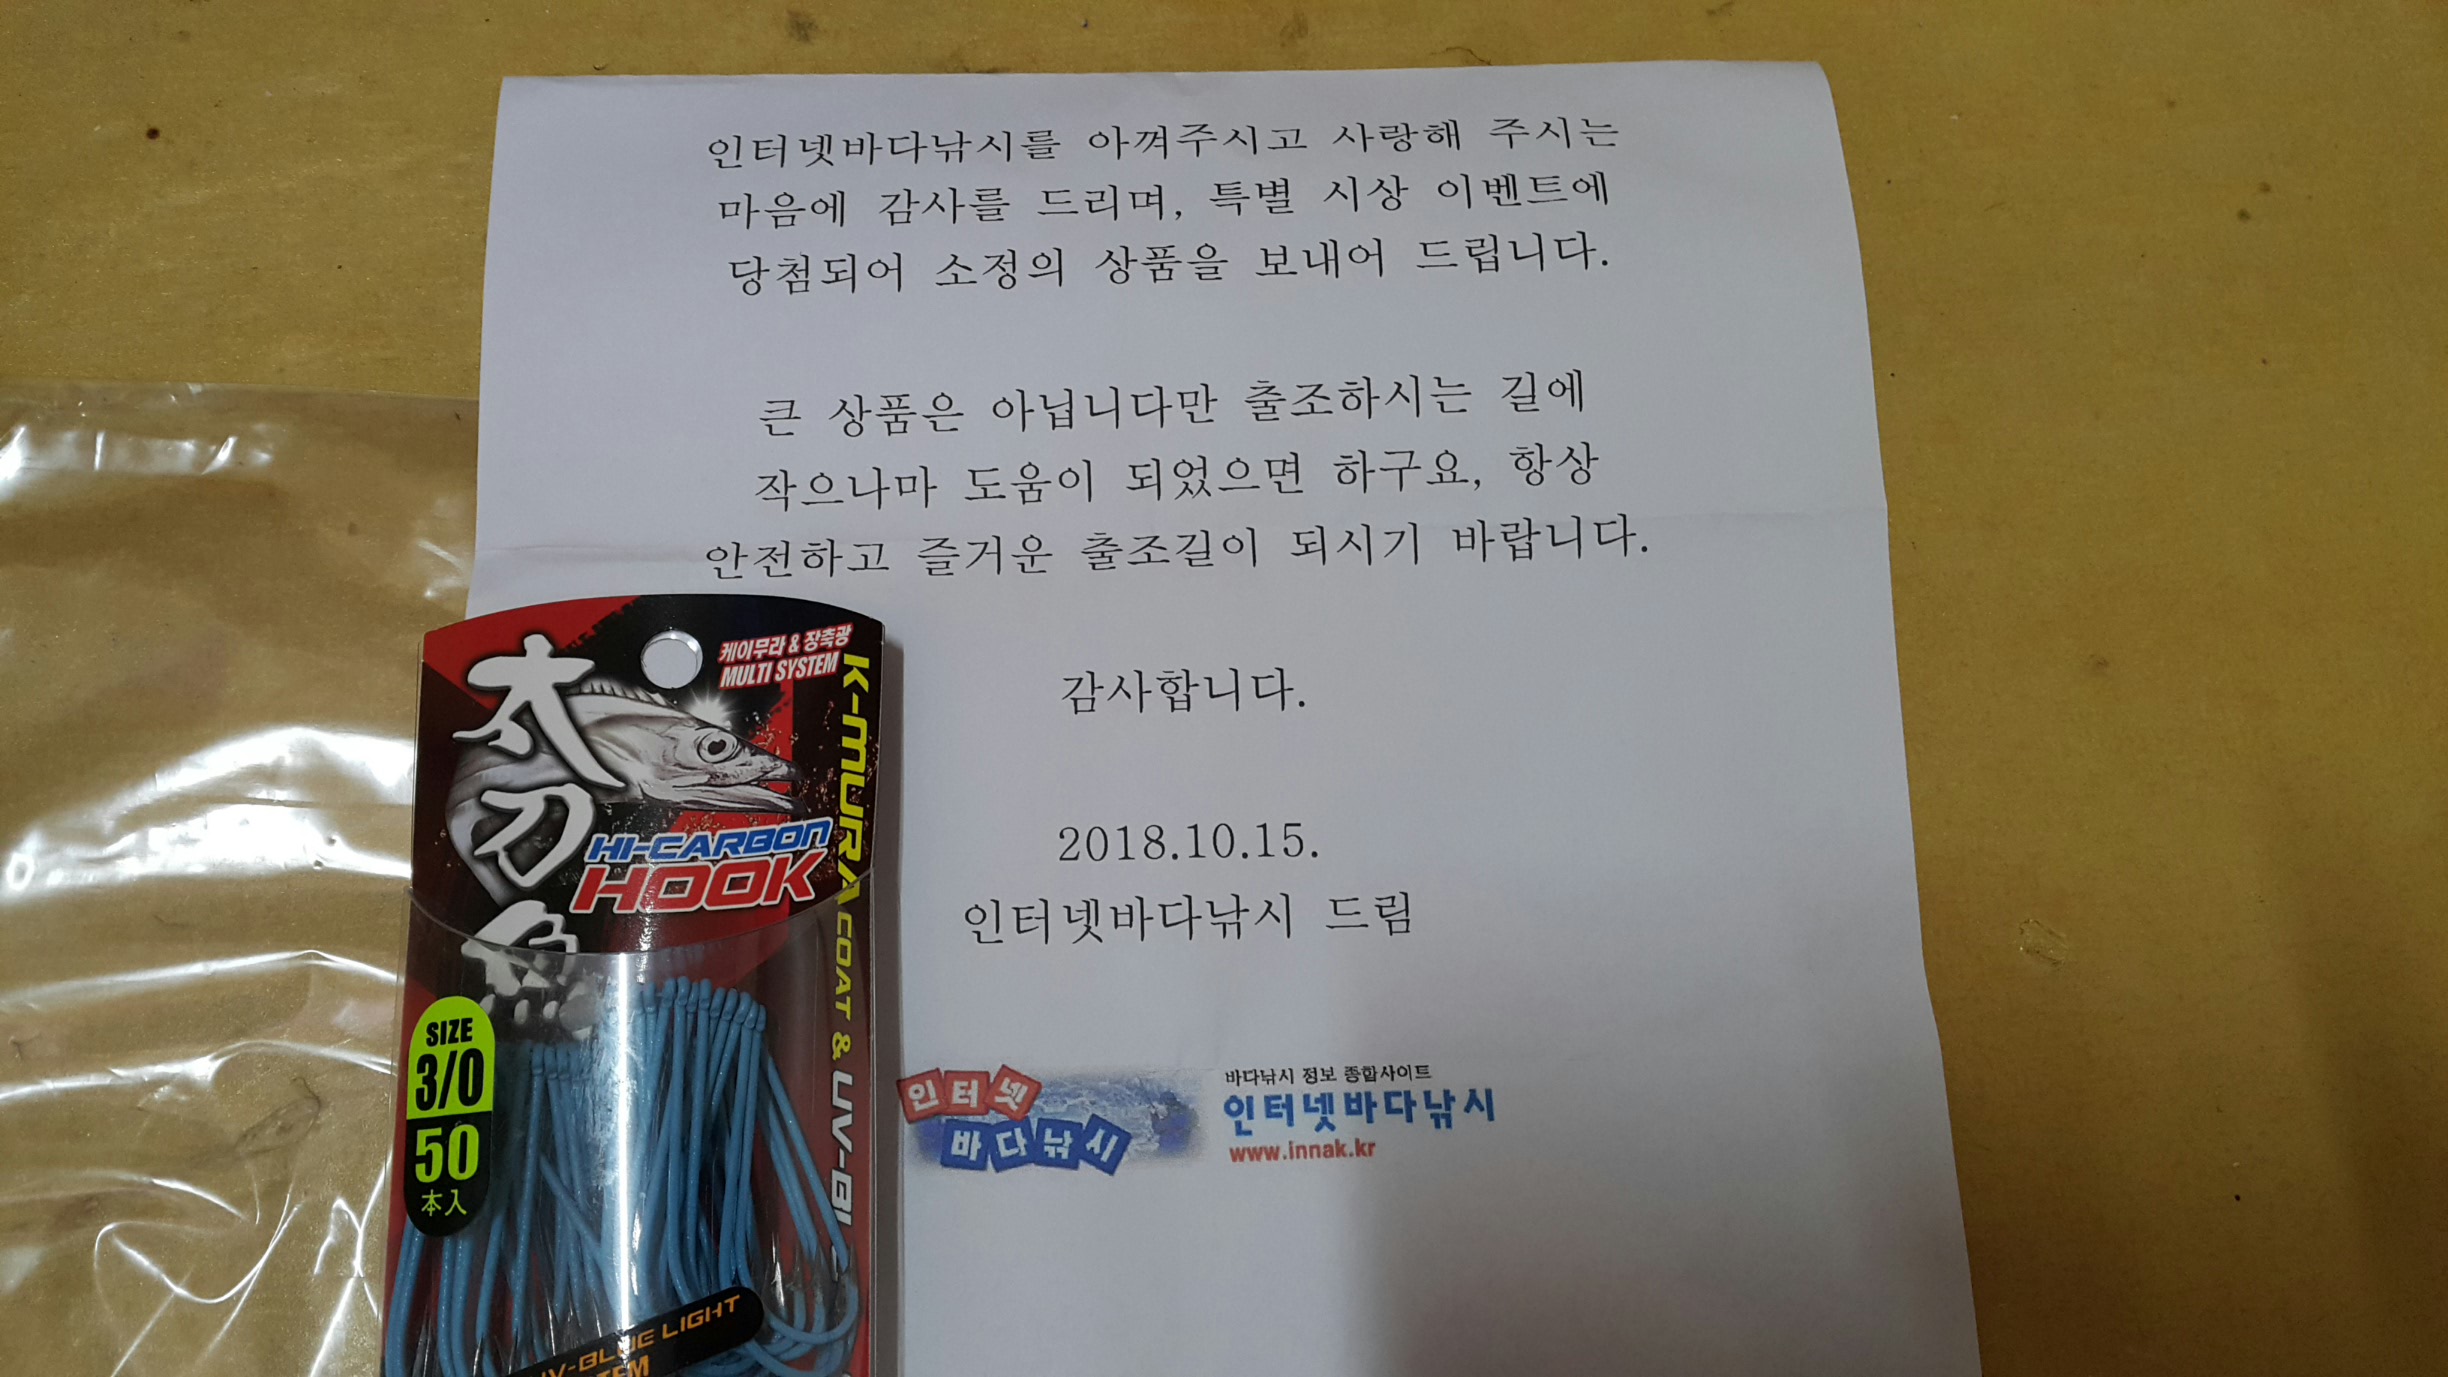 인터넷바다낚시를 아껴주시고 사랑해 주시는
마음에 감사를 드리며, 특별 시상 이벤트에
당첨되어 소정의 상품을 보내어 드립니다.
큰 상품은 아닙니다만 출조하시는 길에
작으나마 도움이 되었으면 하구요, 항상
안전하고 즐거운 출조길이 되시기 바랍니다.
감사합니다.
2018.10.15.
인터넷바다낚시 드림
인터넷
바다낚시
바다낚시 정보 종합사이트
인터넷바다낚시
www.innak.kr
케이무라 & 장축광
MULTI SYSTEM
太刀魚
HI-CARBON
HOOK
K-MURA COAT & UV-BL
SIZE
3/0
50
本入
UV-BLUE LIGHT